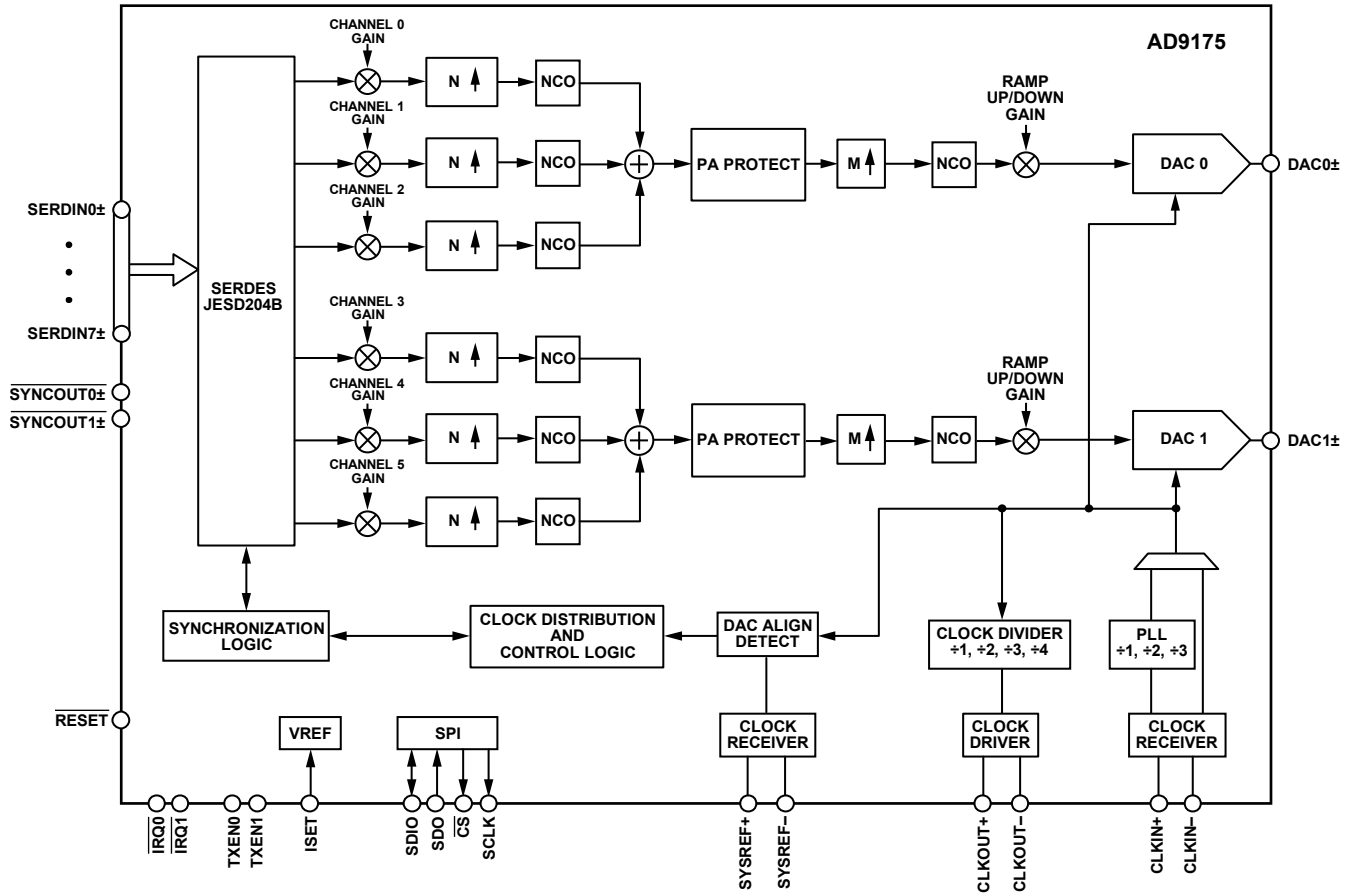 AD9175
CHANNEL 0
GAIN
N
NCO
CHANNEL 1
GAIN
N
NCO
CHANNEL 2
GAIN
N
NCO
PA PROTECT
M
NCO
RAMP
UP/DOWN
GAIN
DAC 0
DAC0±
SERDIN0±
SERDIN7±
SYNCOUT0±
SYNCOUT1±
SERDES
JESD204B
CHANNEL 3
GAIN
N
NCO
CHANNEL 4
GAIN
N
NCO
CHANNEL 5
GAIN
N
NCO
PA PROTECT
M
NCO
RAMP
UP/DOWN
GAIN
DAC 1
DAC1±
SYNCHRONIZATION
LOGIC
CLOCK DISTRIBUTION
AND
CONTROL LOGIC
DAC ALIGN
DETECT
CLOCK DIVIDER
÷1, ÷2, ÷3, ÷4
PLL
÷1, ÷2, ÷3
RESET
VREF
SPI
CLOCK
RECEIVER
CLOCK
DRIVER
CLOCK
RECEIVER
IRQ0
IRQ1
TXEN0
TXEN1
ISET
SDIO
SDO
CS
SCLK
SYSREF+
SYSREF−
CLKOUT+
CLKOUT−
CLKIN+
CLKIN−